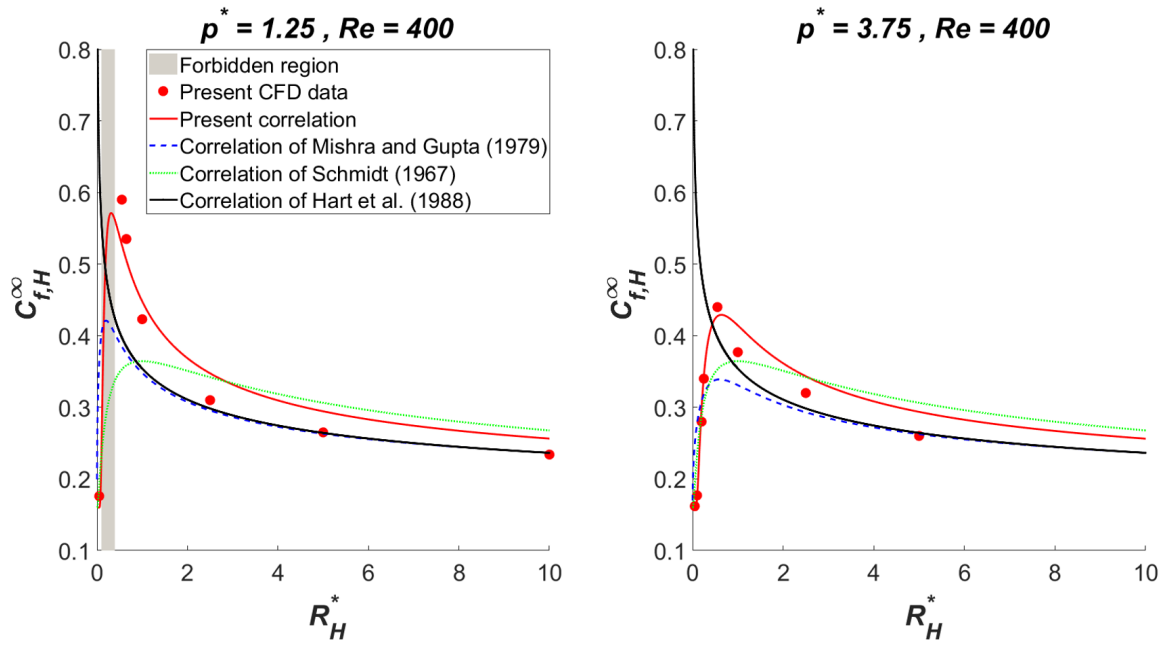 p* = 1.25 , Re = 400
0.8
0.7
0.6
0.5
0.4
0.3
0.2
0.1
C∞f,H
Forbidden region
Present CFD data
Present correlation
Correlation of Mishra and Gupta (1979)
Correlation of Schmidt (1967)
Correlation of Hart et al. (1988)
0 2 4 6 8 10
R*H
p* = 3.75 , Re = 400
0.8
0.7
0.6
0.5
0.4
0.3
0.2
0.1
C∞f,H
0 2 4 6 8 10
R*H